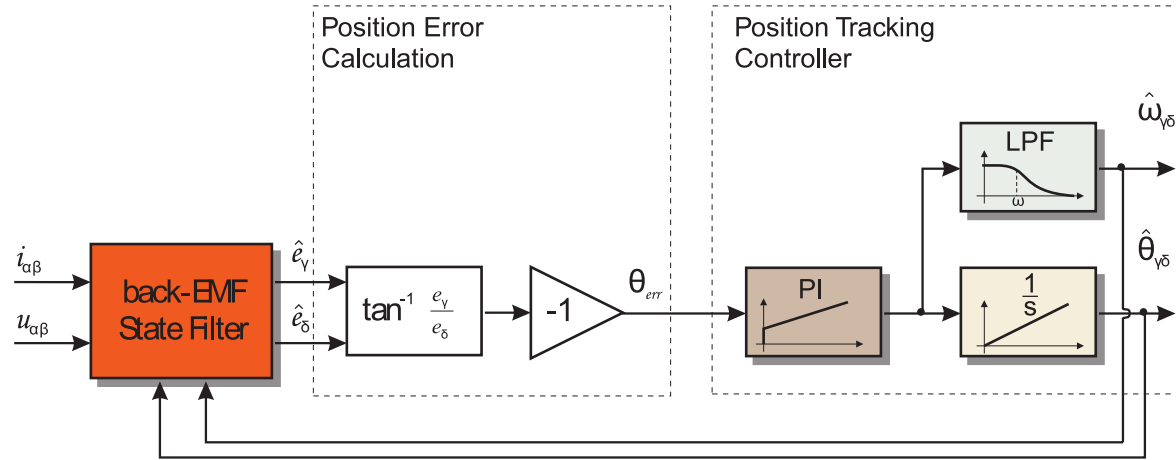 Position Error
Calculation
Position Tracking
Controller
ω̂γδ
LPF
ω
iαβ
uαβ
back-EMF
State Filter
êγ
êδ
tan⁻¹ eγ/eδ
-1
θerr
PI
1/s
θ̂γδ